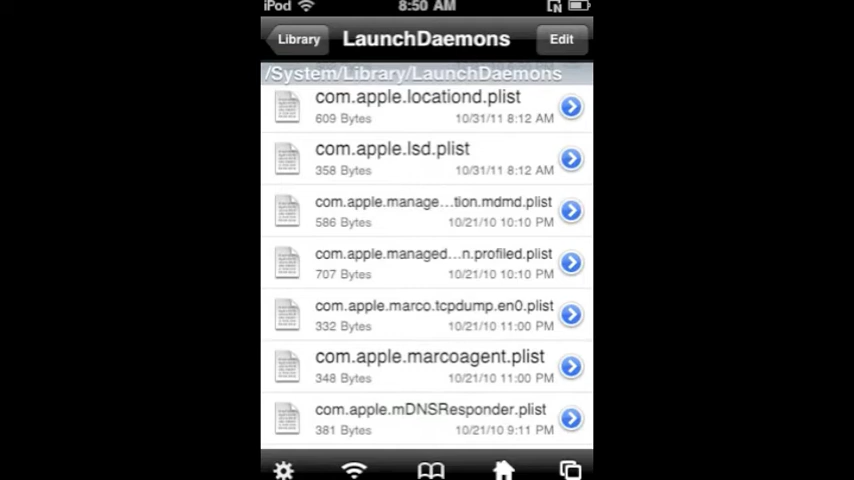 iPod 8:50 AM
Library LaunchDaemons Edit
/System/Library/LaunchDaemons
com.apple.locationd.plist
609 Bytes 10/31/11 8:12 AM
com.apple.lsd.plist
358 Bytes 10/31/11 8:12 AM
com.apple.manage...tion.mdmd.plist
586 Bytes 10/21/10 10:10 PM
com.apple.managed...n.profiled.plist
707 Bytes 10/21/10 10:10 PM
com.apple.marco.tcpdump.en0.plist
332 Bytes 10/21/10 11:00 PM
com.apple.marcoagent.plist
348 Bytes 10/21/10 11:00 PM
com.apple.mDNSResponder.plist
381 Bytes 10/21/10 9:11 PM